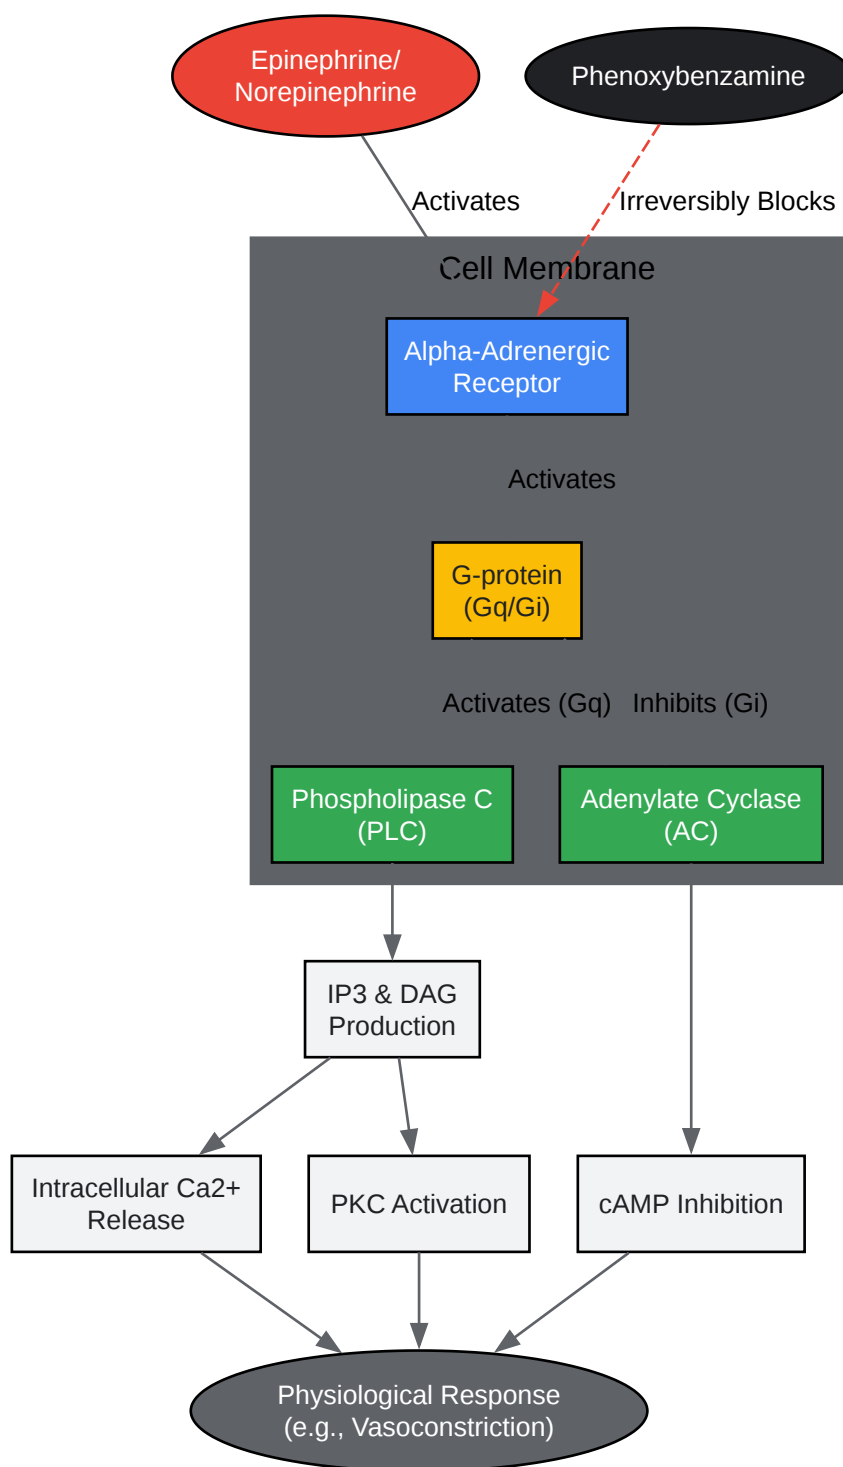 Epinephrine/
Norepinephrine
Phenoxybenzamine
Activates
Irreversibly Blocks
Cell Membrane
Alpha-Adrenergic
Receptor
Activates
G-protein
(Gq/Gi)
Activates (Gq)
Inhibits (Gi)
Phospholipase C
(PLC)
Adenylate Cyclase
(AC)
IP3 & DAG
Production
Intracellular Ca2+
Release
PKC Activation
cAMP Inhibition
Physiological Response
(e.g., Vasoconstriction)